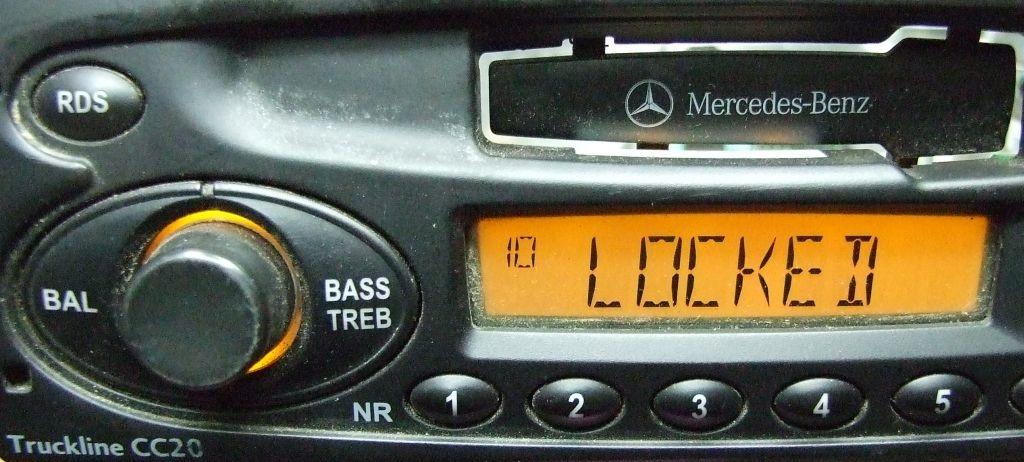 RDS
Mercedes-Benz
10 LOCKED
BAL
BASS
TREB
NR 1 2 3 4 5
Truckline CC20